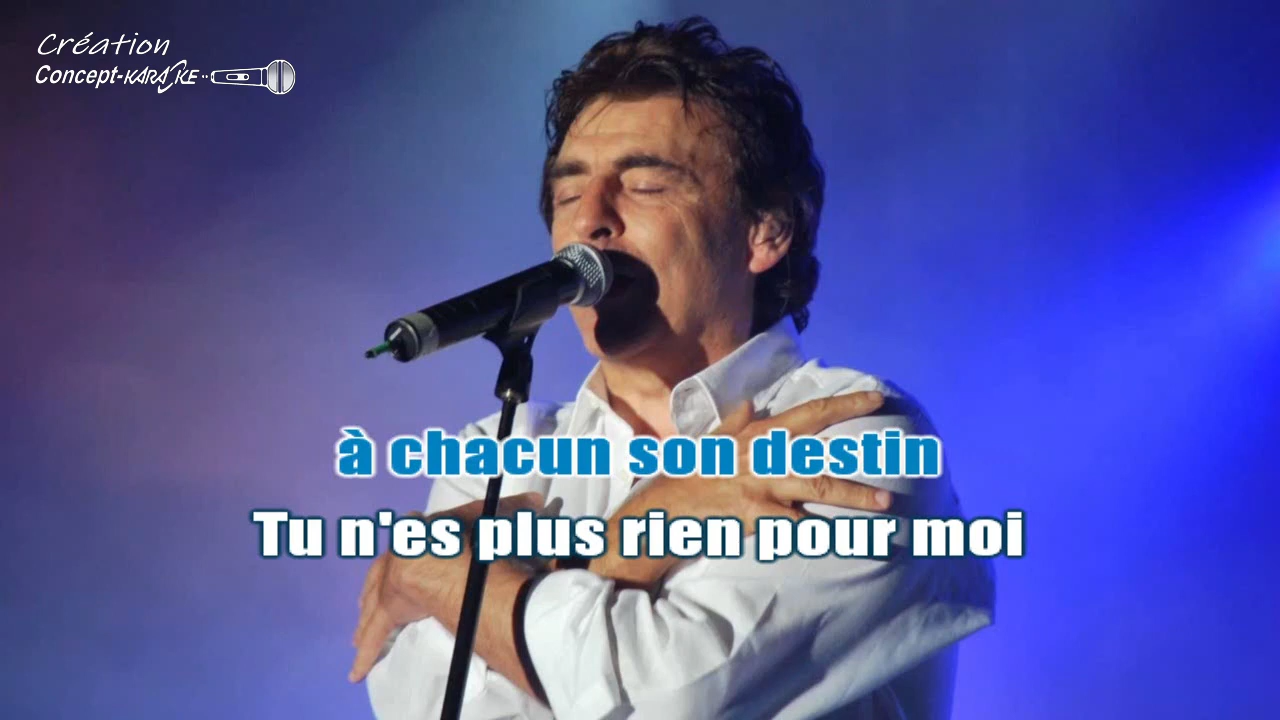 Création
Concept-KARAOKE
à chacun son destin
Tu n'es plus rien pour moi